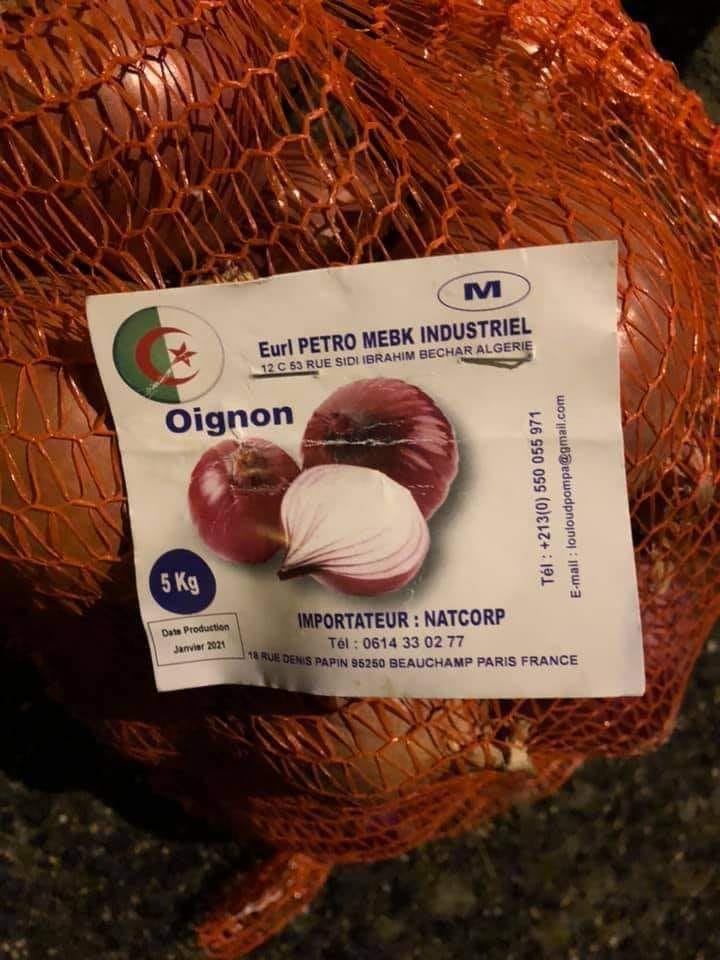 M
Eurl PETRO MEBK INDUSTRIEL
12 C 53 RUE SIDI IBRAHIM BECHAR ALGERIE
Oignon
Tél : +213(0) 550 055 971
E-mail : louloudpompa@gmail.com
5 Kg
Date Production
Janvier 2021
IMPORTATEUR : NATCORP
Tél : 0614 33 02 77
18 RUE DENIS PAPIN 95250 BEAUCHAMP PARIS FRANCE